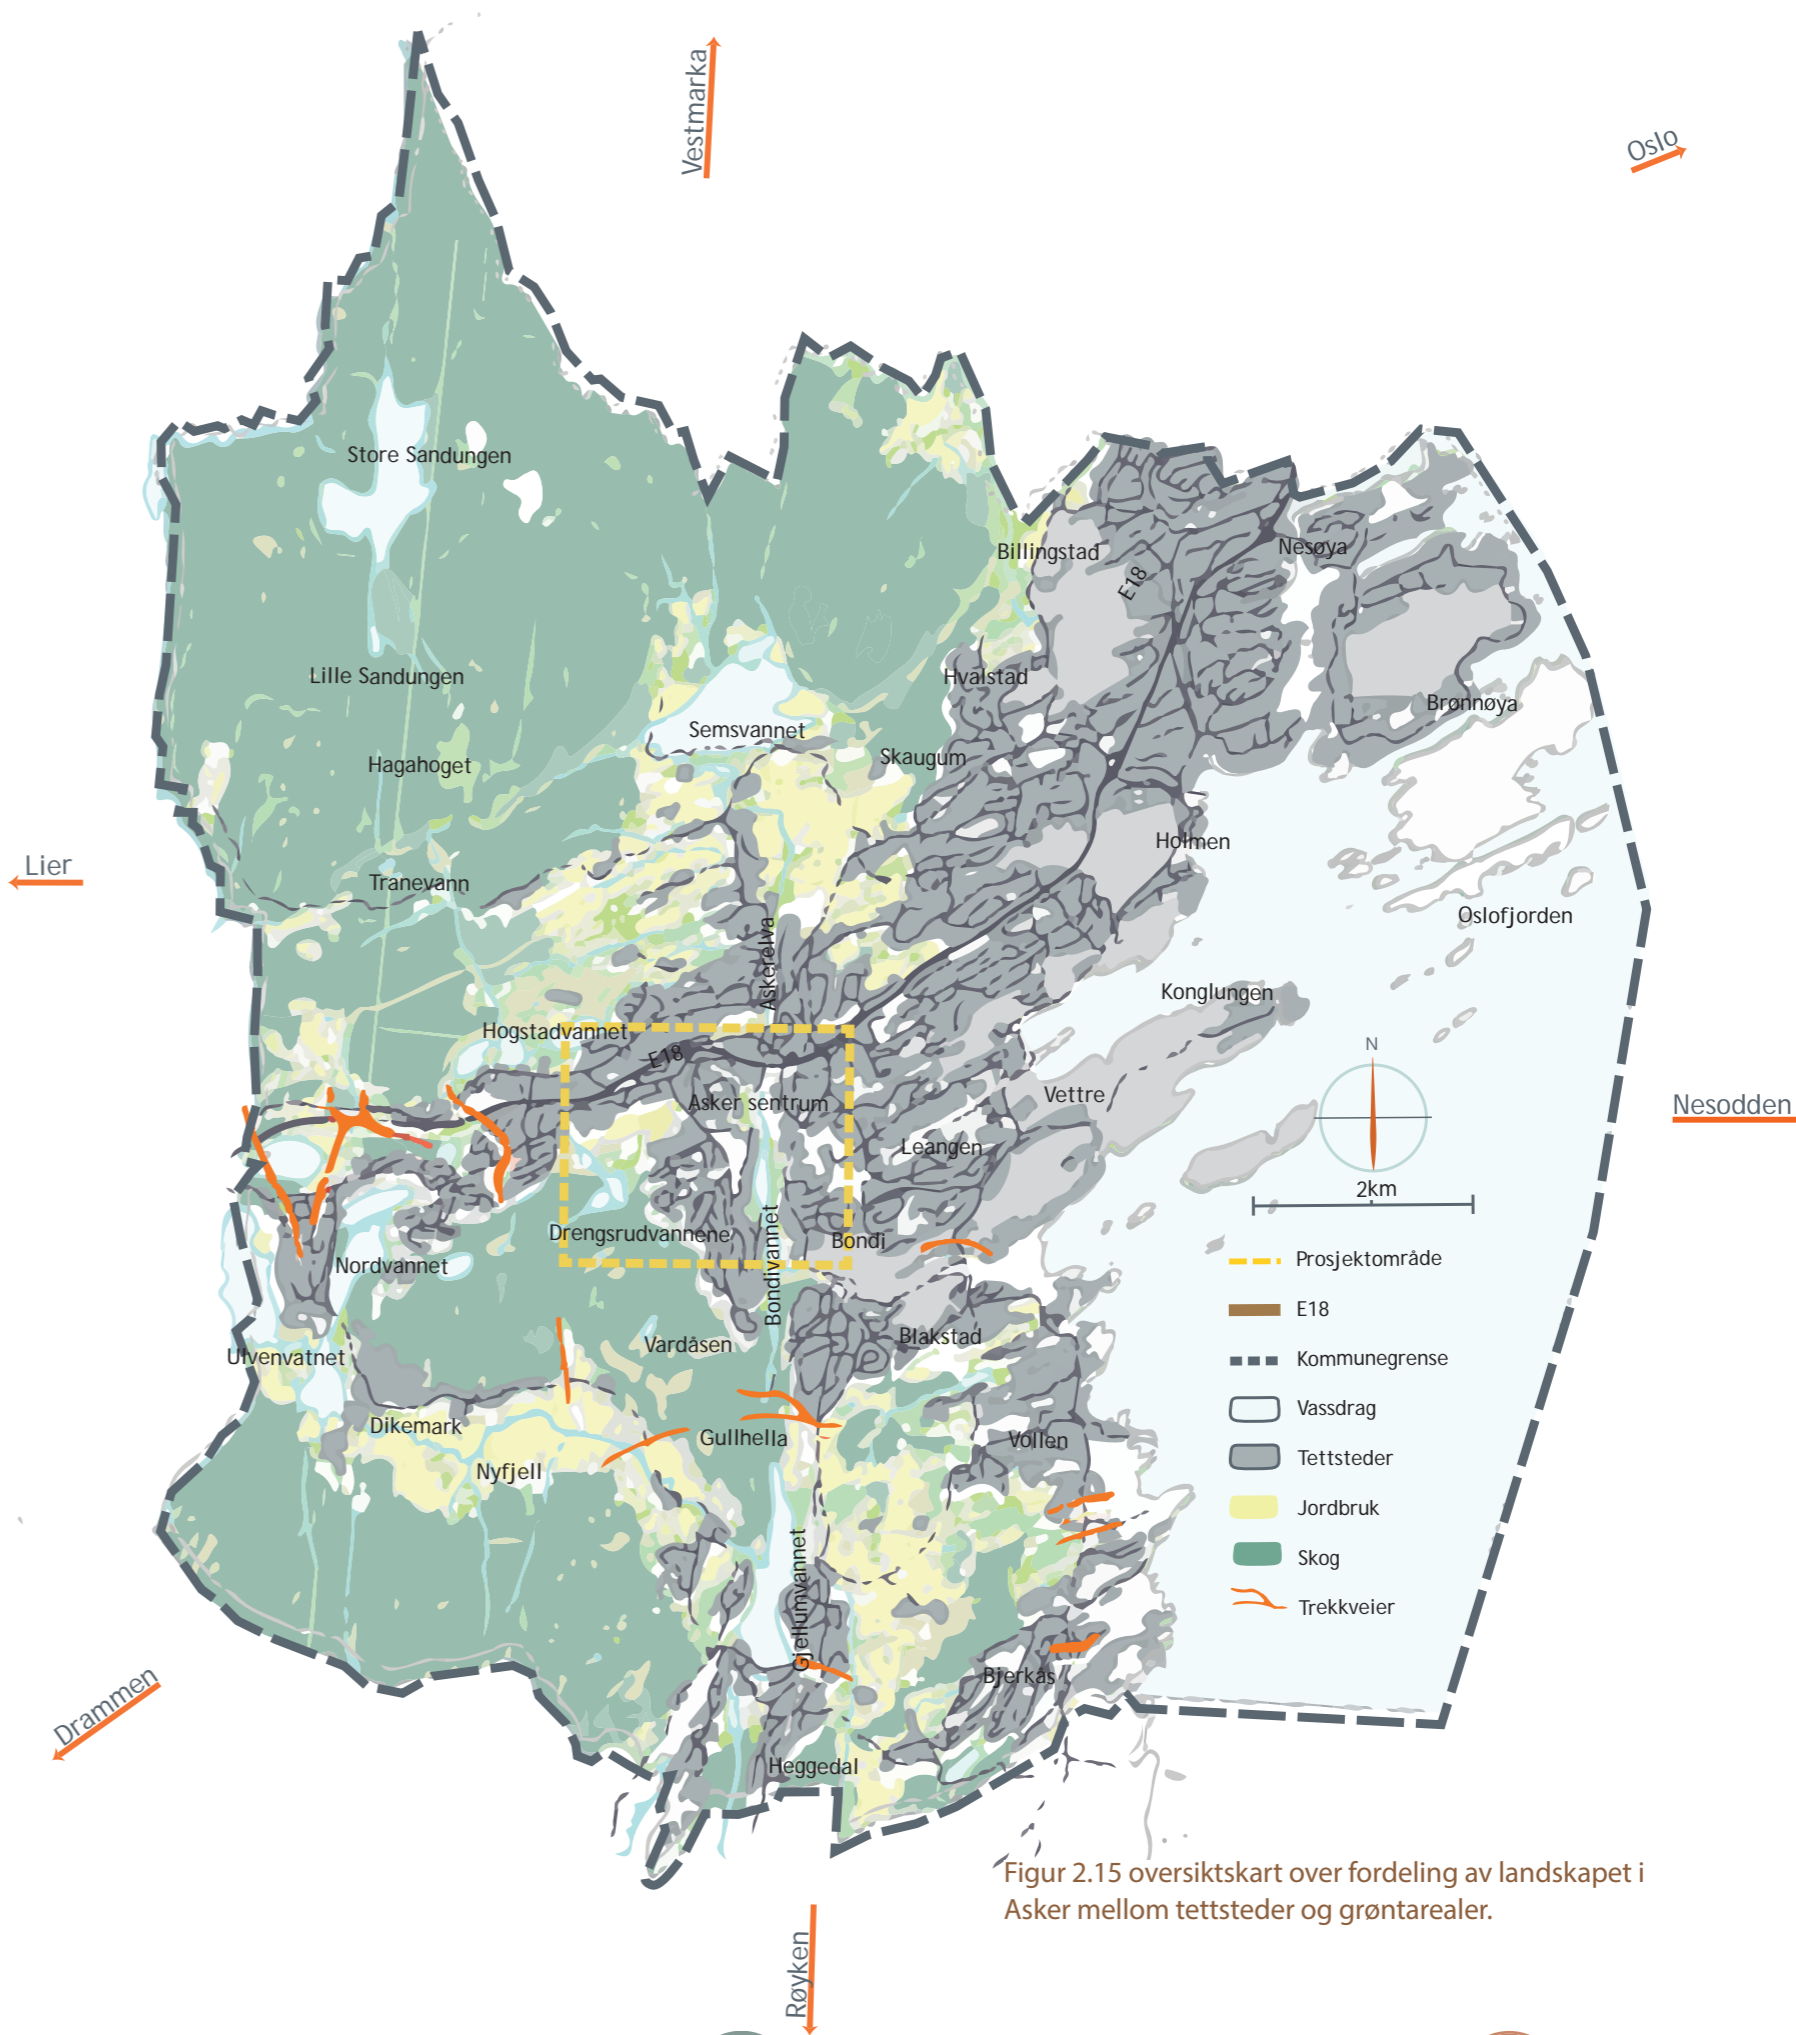 Vestmarka
Oslo
Store Sandungen
Billingstad
Nesøya
E18
Lille Sandungen
Hvalstad
Brønnøya
Semsvannet
Skaugum
Hagahoget
Holmen
Lier
Tranevann
Oslofjorden
Askerelva
Konglungen
Hogstadvannet
E18
N
Asker sentrum
Vettre
Nesodden
Leangen
2km
Drengsrudvannene
Bondi
Bondivannet
Nordvannet
Prosjektområde
E18
Vardåsen
Blakstad
Ulvenvatnet
Kommunegrense
Vassdrag
Dikemark
Gullhella
Vollen
Tettsteder
Nyfjell
Jordbruk
Skog
Gjellumvannet
Trekkveier
Bjerkås
Drammen
Heggedal
Figur 2.15 oversiktskart over fordeling av landskapet i
Asker mellom tettsteder og grøntarealer.
Røyken